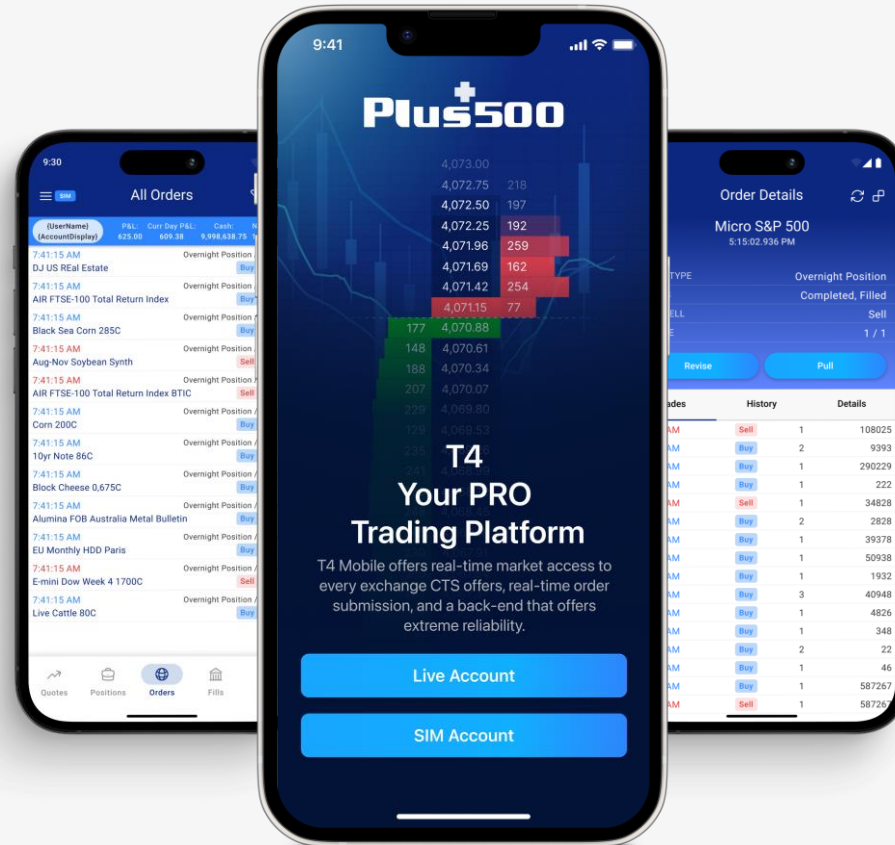 9:30
SIM
All Orders
{UserName}
{AccountDisplay}
P&L:
625.00
Curr Day P&L:
609.38
Cash:
9,998,638.75
7:41:15 AM
Overnight Position
DJ US REal Estate
Buy
7:41:15 AM
Overnight Position
AIR FTSE-100 Total Return Index
Buy
7:41:15 AM
Overnight Position
Black Sea Corn 285C
Buy
7:41:15 AM
Overnight Position
Aug-Nov Soybean Synth
Sell
7:41:15 AM
Overnight Position
AIR FTSE-100 Total Return Index BTIC
Sell
7:41:15 AM
Overnight Position /
Corn 200C
Buy
7:41:15 AM
Overnight Position /
10yr Note 86C
Buy
7:41:15 AM
Overnight Position /
Block Cheese 0,675C
Buy
7:41:15 AM
Overnight Position /
Alumina FOB Australia Metal Bulletin
Buy
7:41:15 AM
Overnight Position /
EU Monthly HDD Paris
Buy
7:41:15 AM
Overnight Position /
E-mini Dow Week 4 1700C
Sell
7:41:15 AM
Overnight Position /
Live Cattle 80C
Buy
Quotes
Positions
Orders
Fills
9:41
Plus500
4,073.00
4,072.75 218
4,072.50 197
4,072.25 192
4,071.96 259
4,071.69 162
4,071.42 254
4,071.15 77
177 4,070.88
148 4,070.61
188 4,070.34
207 4,070.07
229 4,069.80
129 4,069.53
235
241
T4
Your PRO
Trading Platform
T4 Mobile offers real-time market access to
every exchange CTS offers, real-time order
submission, and a back-end that offers
extreme reliability.
Live Account
SIM Account
Order Details
Micro S&P 500
5:15:02.936 PM
TYPE
Overnight Position
Completed, Filled
ELL
Sell
1 / 1
Revise
Pull
ades
History
Details
AM Sell 1 108025
AM Buy 2 9393
AM Buy 1 290229
AM Buy 1 222
AM Sell 1 34828
AM Buy 2 2828
AM Buy 1 39378
AM Buy 1 50938
AM Buy 1 1932
AM Buy 3 40948
AM Buy 1 4826
AM Buy 1 348
AM Buy 2 22
AM Buy 1 46
AM Buy 1 587267
AM Sell 1 587267